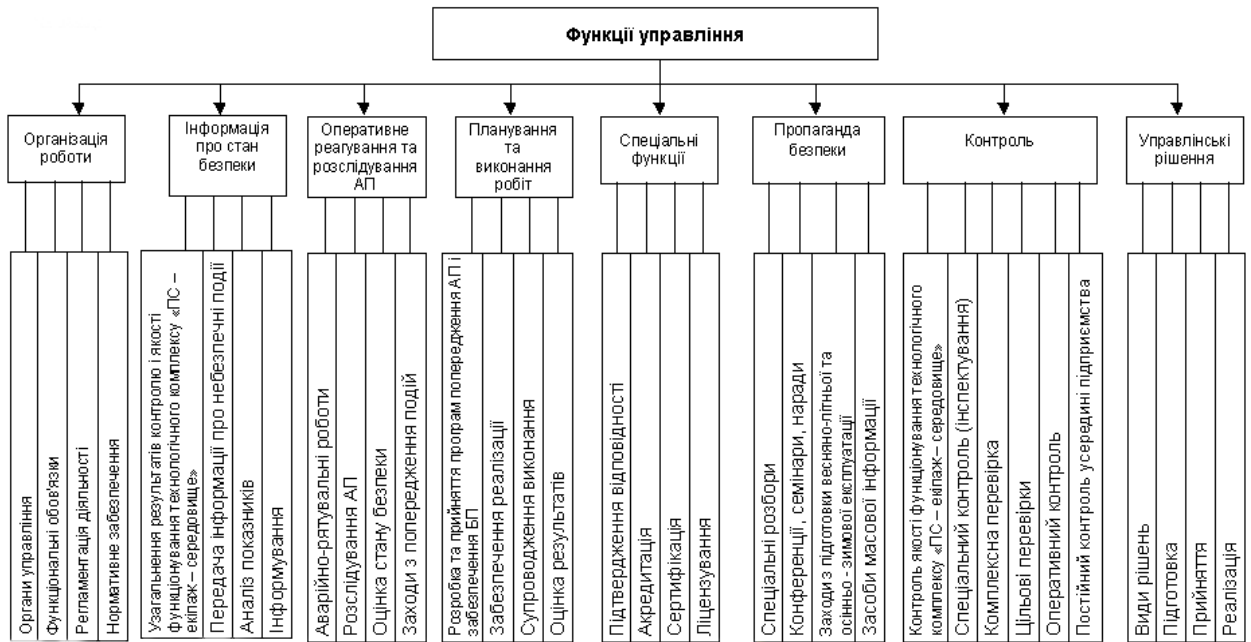 Функції управління
Організація
роботи
Інформація
про стан
безпеки
Оперативне
реагування та
розслідування
АП
Планування
та
виконання
робіт
Спеціальні
функції
Пропаганда
безпеки
Контроль
Управлінські
рішення
Органи управління
Функціональні обов'язки
Регламентація діяльності
Нормативне забезпечення
Узагальнення результатів контролю і якості
функціонування технологічного комплексу «ПС –
екіпаж – середовище»
Передача інформації про небезпечні події
Аналіз показників
Інформування
Аварійно-рятувальні роботи
Розслідування АП
Оцінка стану безпеки
Заходи з попередження подій
Розробка та прийняття програм попередження АП і
забезпечення БП
Забезпечення реалізації
Супроводження виконання
Оцінка результатів
Підтвердження відповідності
Акредитація
Сертифікація
Ліцензування
Спеціальні розбори
Конференції, семінари, наради
Заходи з підготовки весняно-літньої та
осінньо - зимової експлуатації
Засоби масової інформації
Контроль якості функціонування технологічного
комплексу «ПС – екіпаж – середовище»
Спеціальний контроль (інспектування)
Комплексна перевірка
Цільові перевірки
Оперативний контроль
Постійний контроль усередині підприємства
Види рішень
Підготовка
Прийняття
Реалізація